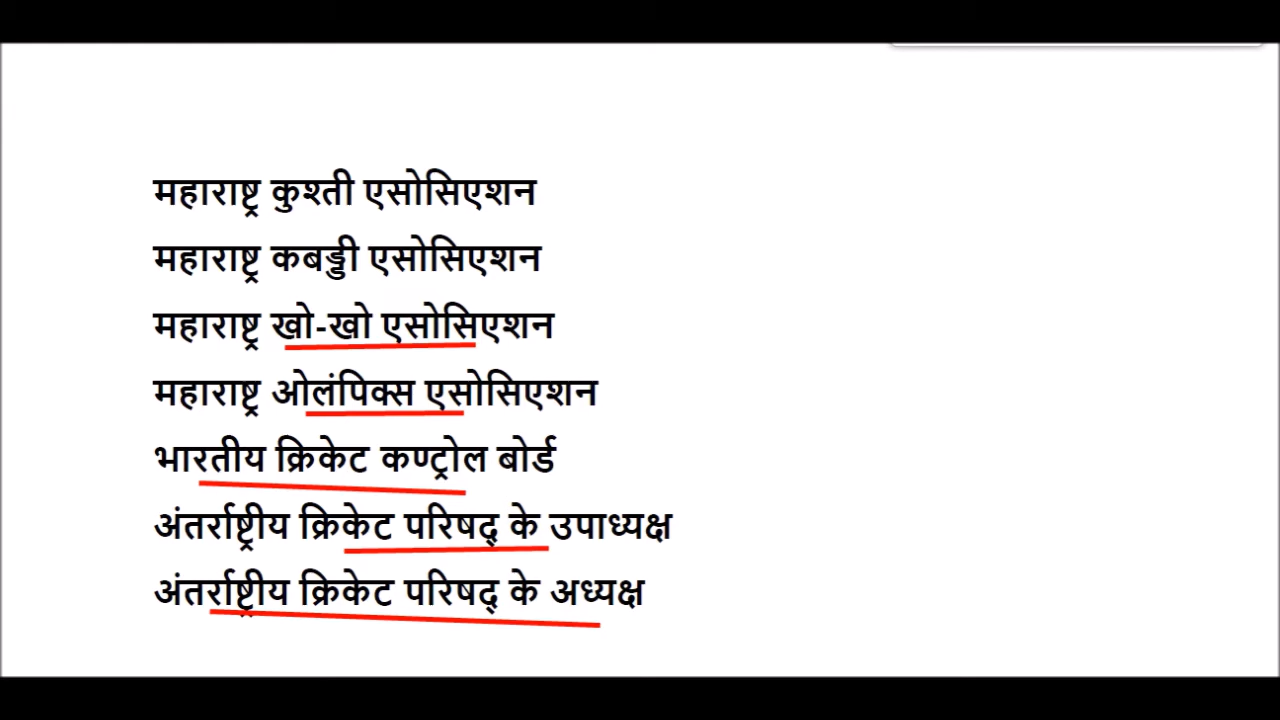 महाराष्ट्र कुश्ती एसोसिएशन
महाराष्ट्र कबड्डी एसोसिएशन
महाराष्ट्र खो-खो एसोसिएशन
महाराष्ट्र ओलंपिक्स एसोसिएशन
भारतीय क्रिकेट कण्ट्रोल बोर्ड
अंतर्राष्ट्रीय क्रिकेट परिषद् के उपाध्यक्ष
अंतर्राष्ट्रीय क्रिकेट परिषद् के अध्यक्ष